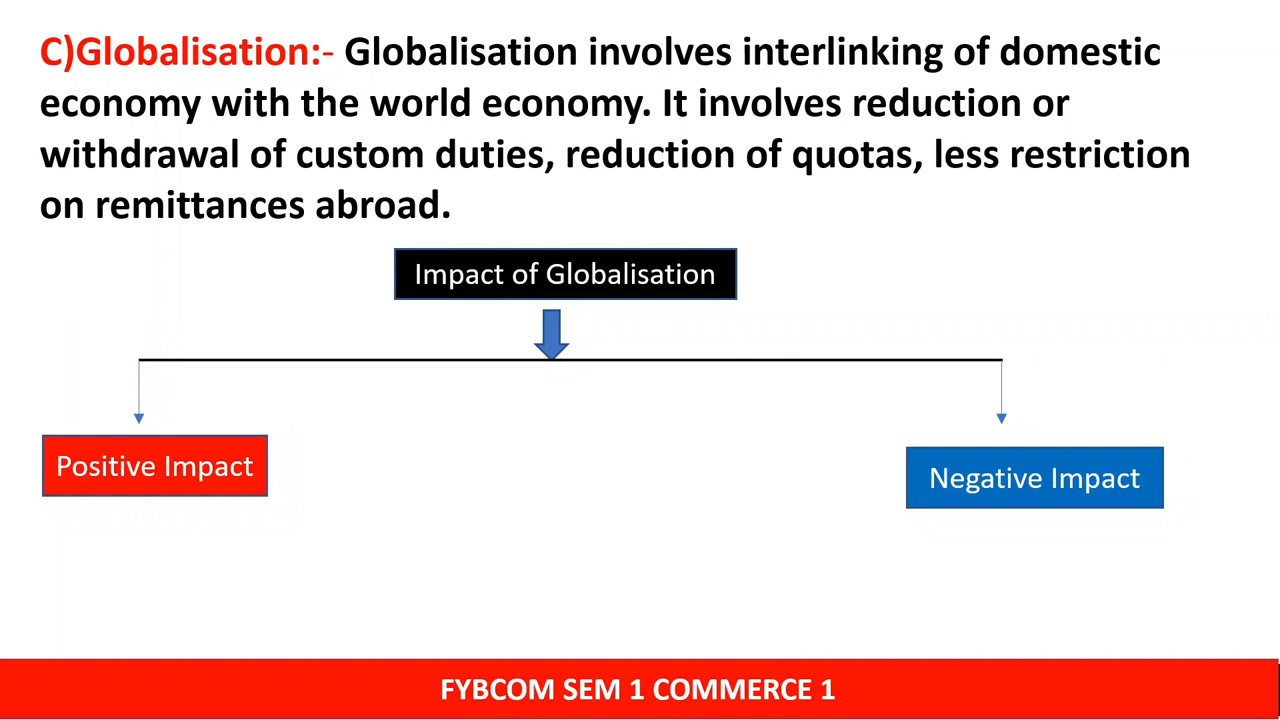 C)Globalisation:- Globalisation involves interlinking of domestic
economy with the world economy. It involves reduction or
withdrawal of custom duties, reduction of quotas, less restriction
on remittances abroad.
Impact of Globalisation
Positive Impact
Negative Impact
FYBCOM SEM 1 COMMERCE 1